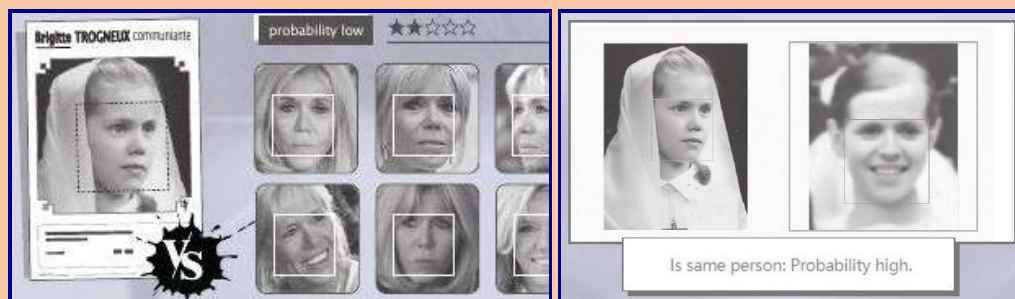 Brigitte TROGNEUX communiante
probability low
VS
Is same person: Probability high.